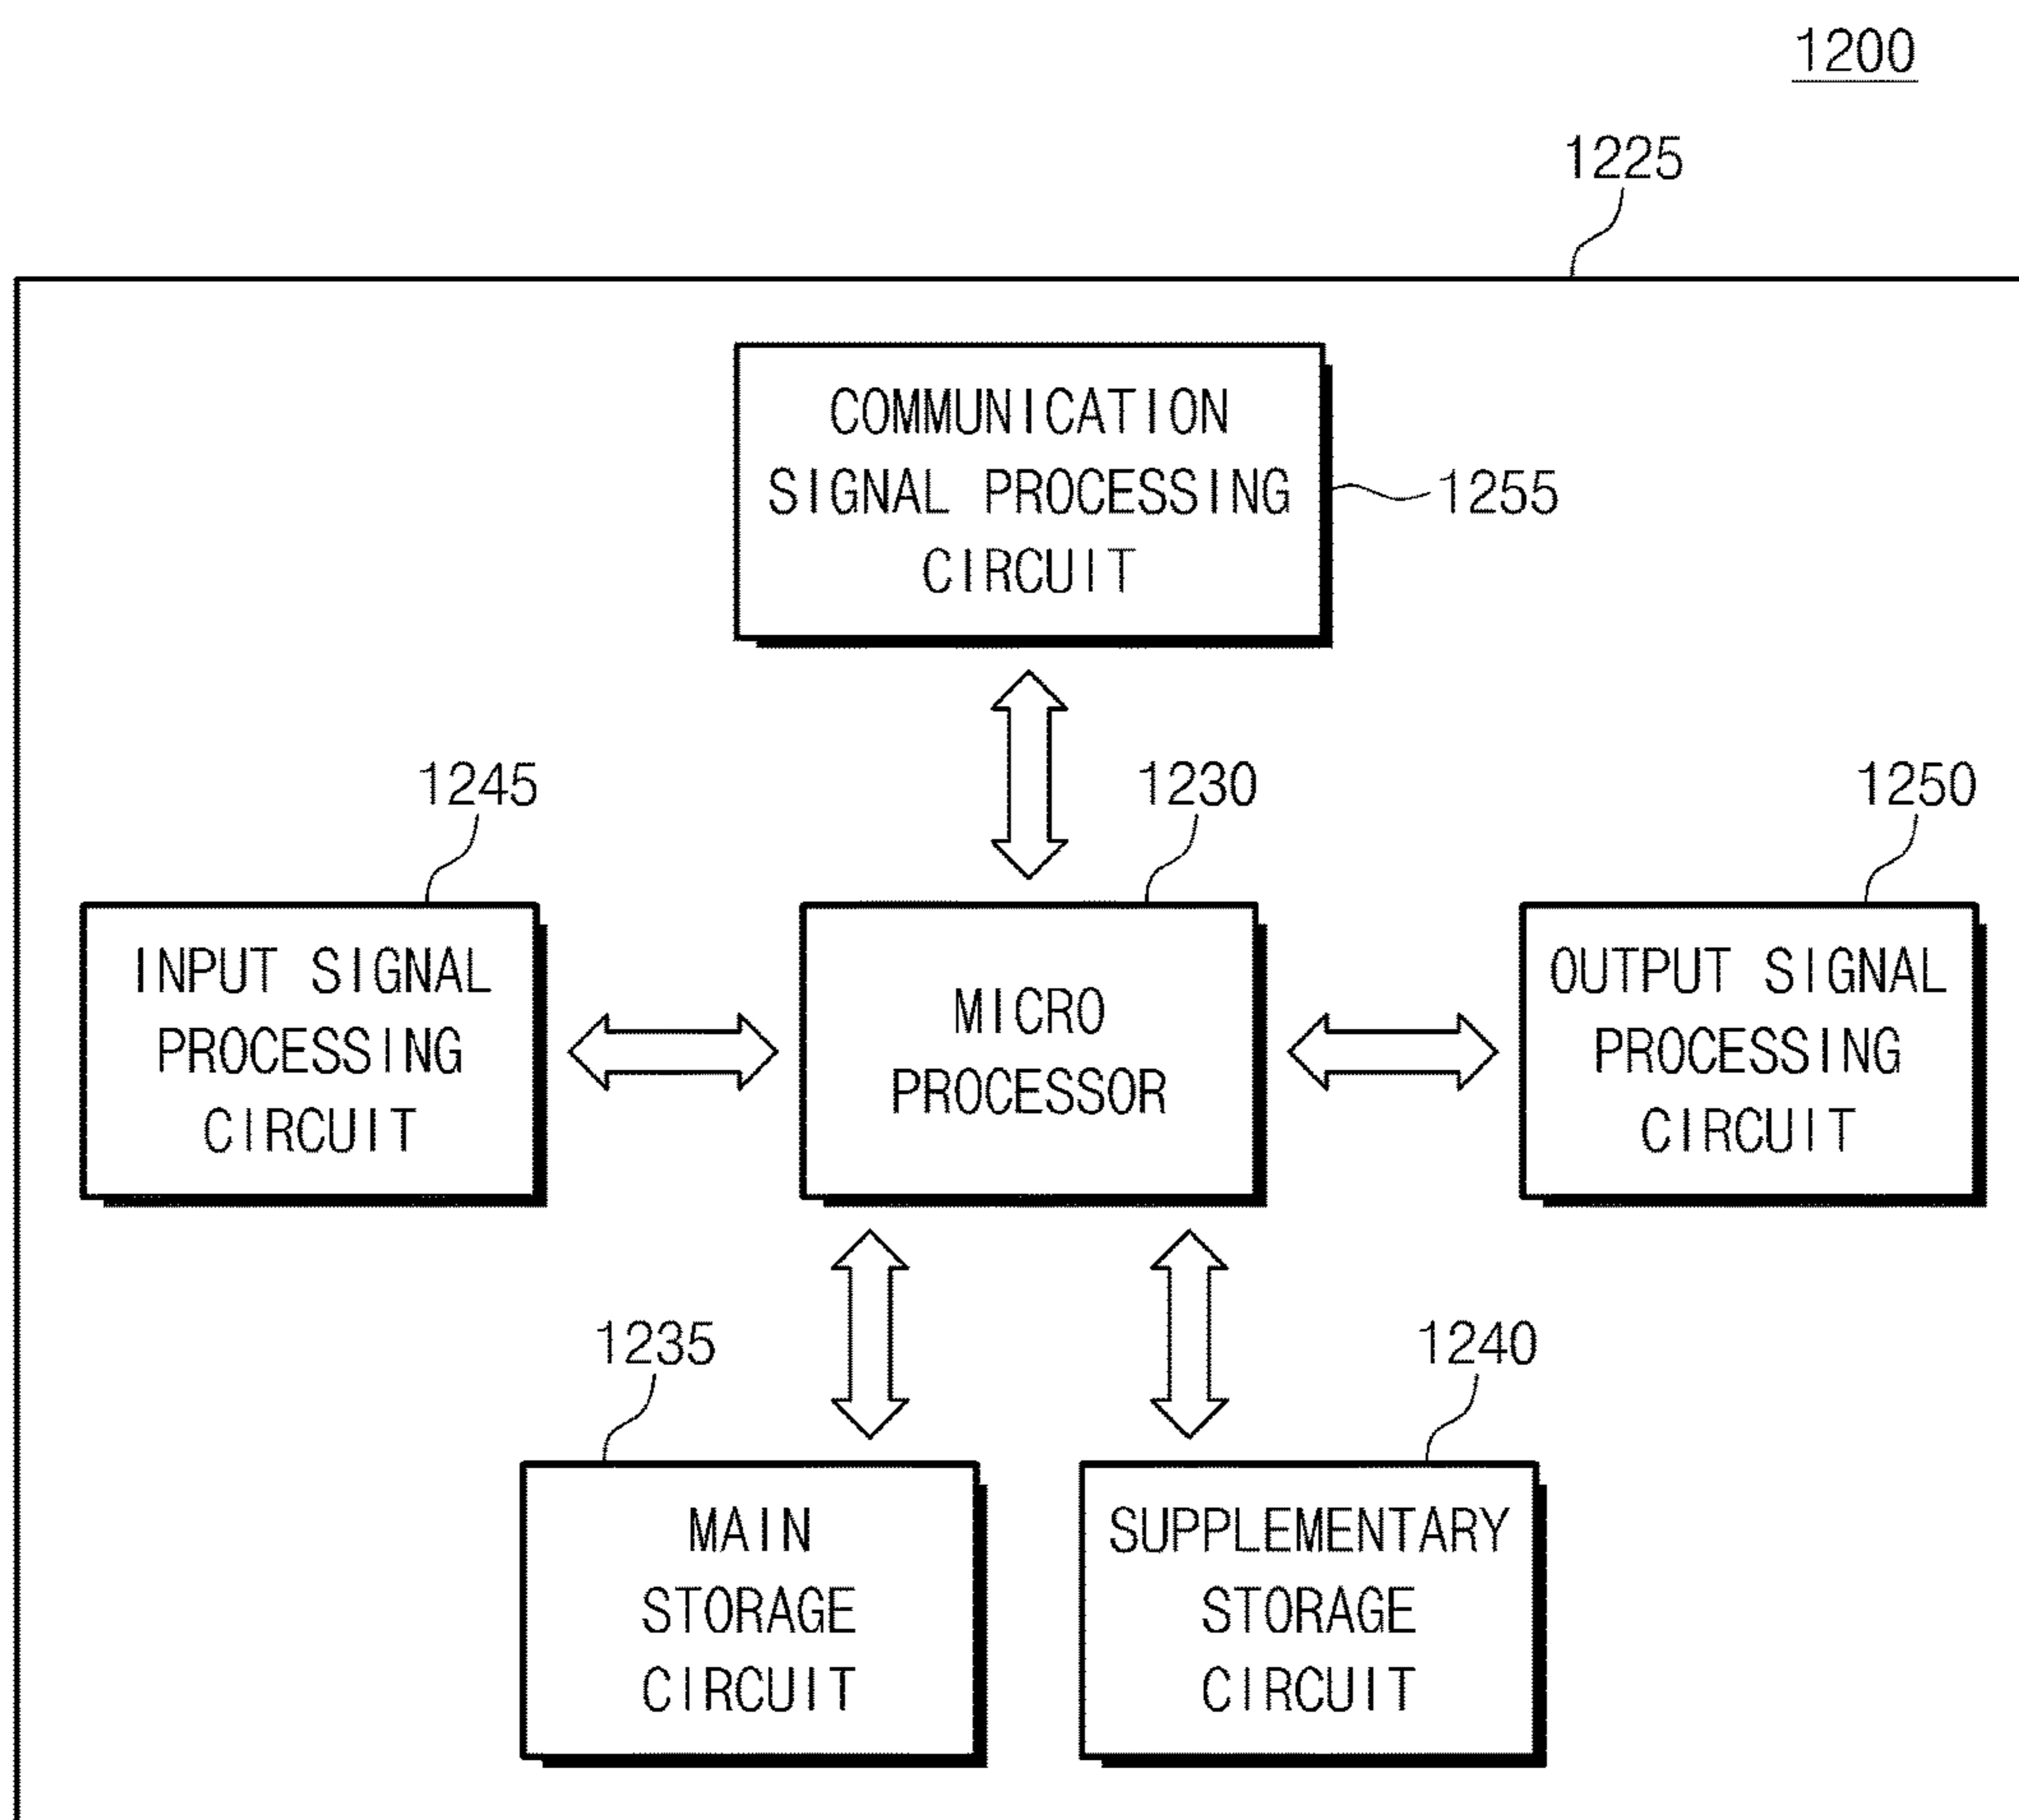 1200
1225
COMMUNICATION
SIGNAL PROCESSING
CIRCUIT
1255
1245
1230
1250
INPUT SIGNAL
PROCESSING
CIRCUIT
MICRO
PROCESSOR
OUTPUT SIGNAL
PROCESSING
CIRCUIT
1235
1240
MAIN
STORAGE
CIRCUIT
SUPPLEMENTARY
STORAGE
CIRCUIT